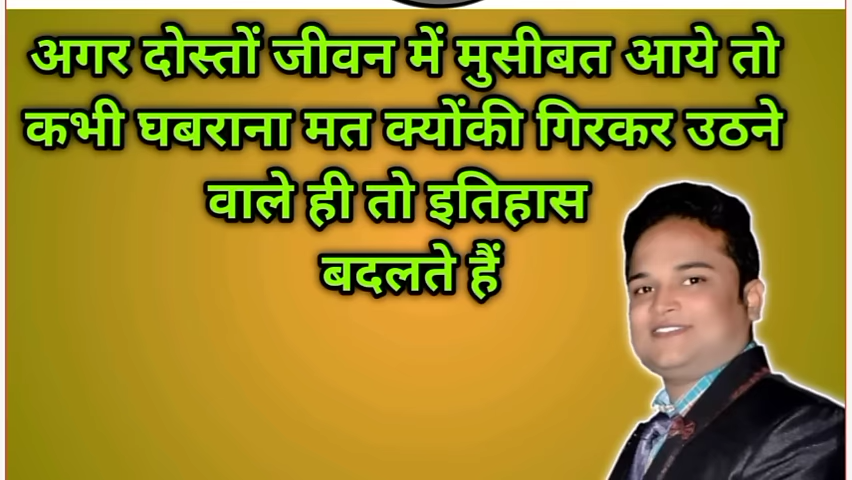 अगर दोस्तों जीवन में मुसीबत आये तो
कभी घबराना मत क्योंकी गिरकर उठने
वाले ही तो इतिहास
बदलते हैं